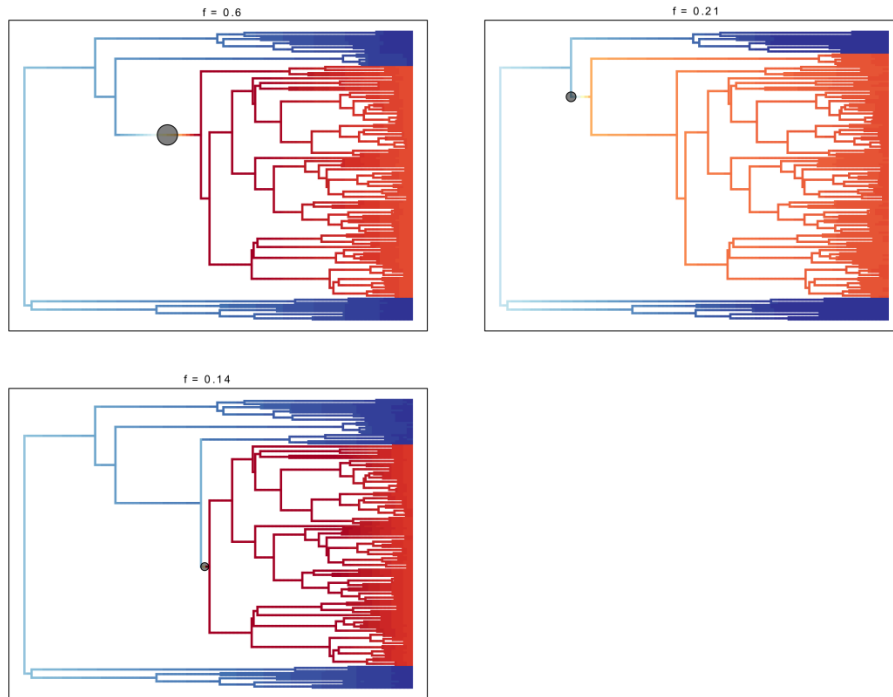 f = 0.6
f = 0.21
f = 0.14